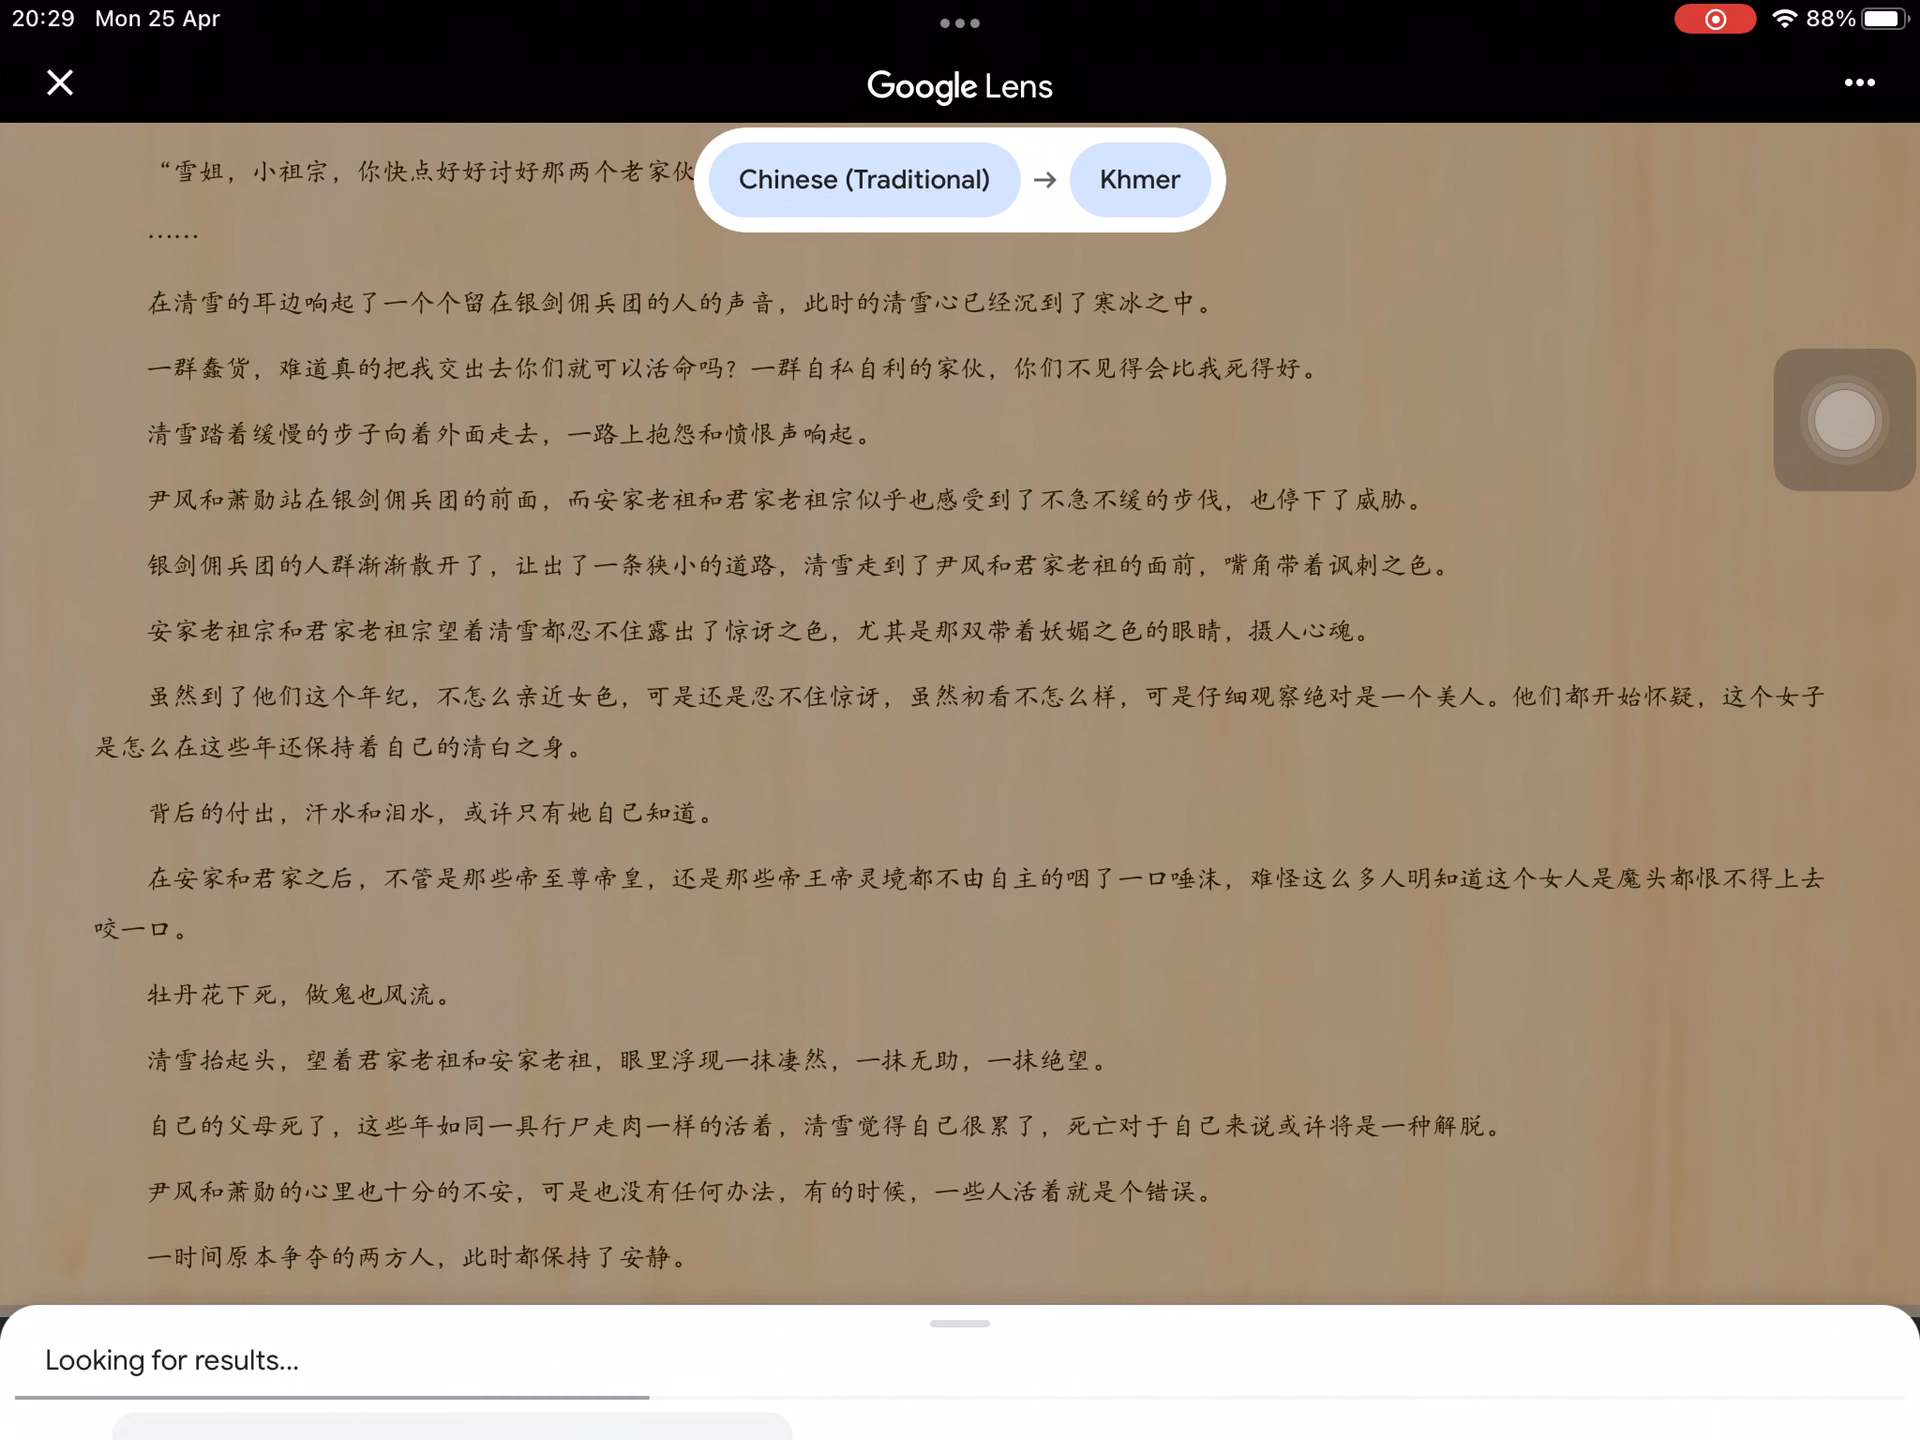 20:29 Mon 25 Apr
88%
Google Lens
Chinese (Traditional) → Khmer
“雪姐，小祖宗，你快点好好讨好那两个老家伙
……
在清雪的耳边响起了一个个留在银剑佣兵团的人的声音，此时的清雪心已经沉到了寒冰之中。
一群蠢货，难道真的把我交出去你们就可以活命吗？一群自私自利的家伙，你们不见得会比我死得好。
清雪踏着缓慢的步子向着外面走去，一路上抱怨和愤恨声响起。
尹风和萧勋站在银剑佣兵团的前面，而安家老祖和君家老祖宗似乎也感受到了不急不缓的步伐，也停下了威胁。
银剑佣兵团的人群渐渐散开了，让出了一条狭小的道路，清雪走到了尹风和君家老祖的面前，嘴角带着讽刺之色。
安家老祖宗和君家老祖宗望着清雪都忍不住露出了惊讶之色，尤其是那双带着妖媚之色的眼睛，摄人心魂。
虽然到了他们这个年纪，不怎么亲近女色，可是还是忍不住惊讶，虽然初看不怎么样，可是仔细观察绝对是一个美人。他们都开始怀疑，这个女子
是怎么在这些年还保持着自己的清白之身。
背后的付出，汗水和泪水，或许只有她自己知道。
在安家和君家之后，不管是那些帝至尊帝皇，还是那些帝王帝灵境都不由自主的咽了一口唾沫，难怪这么多人明知道这个女人是魔头都恨不得上去
咬一口。
牡丹花下死，做鬼也风流。
清雪抬起头，望着君家老祖和安家老祖，眼里浮现一抹凄然，一抹无助，一抹绝望。
自己的父母死了，这些年如同一具行尸走肉一样的活着，清雪觉得自己很累了，死亡对于自己来说或许将是一种解脱。
尹风和萧勋的心里也十分的不安，可是也没有任何办法，有的时候，一些人活着就是个错误。
一时间原本争夺的两方人，此时都保持了安静。
Looking for results...